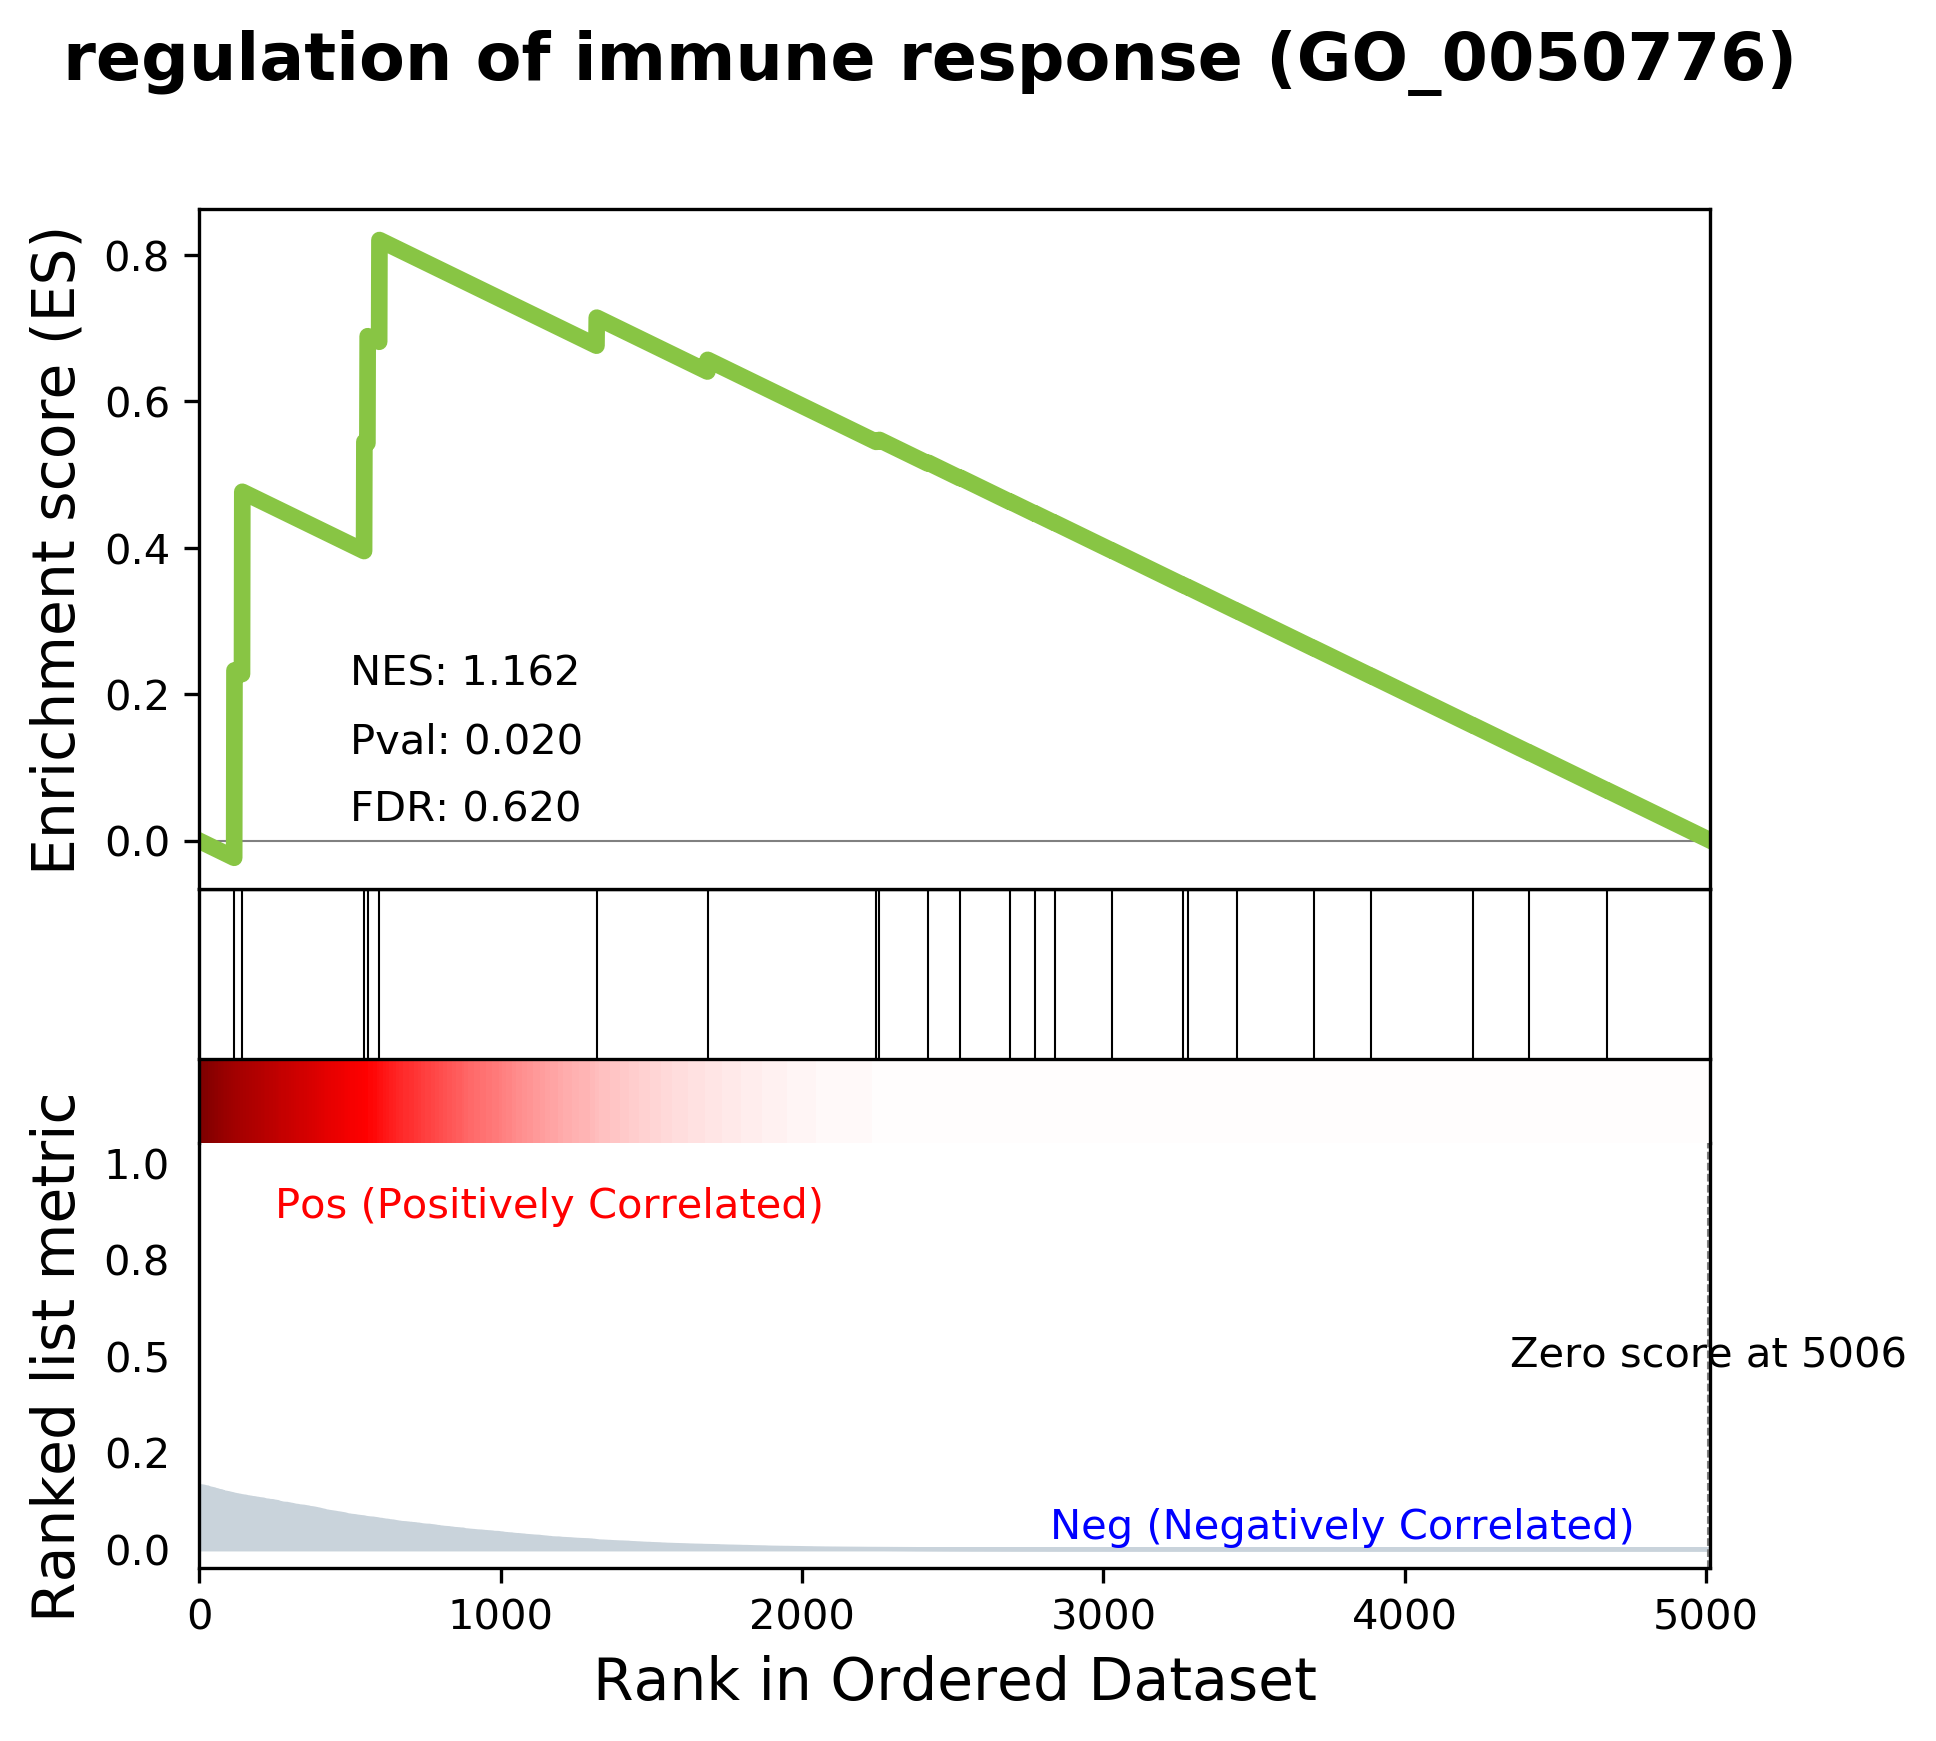 regulation of immune response (GO_0050776)
Enrichment score (ES)
0.8
0.6
0.4
0.2
0.0
NES: 1.162
Pval: 0.020
FDR: 0.620
Ranked list metric
1.0
0.8
0.5
0.2
0.0
Pos (Positively Correlated)
Zero score at 5006
Neg (Negatively Correlated)
0 1000 2000 3000 4000 5000
Rank in Ordered Dataset